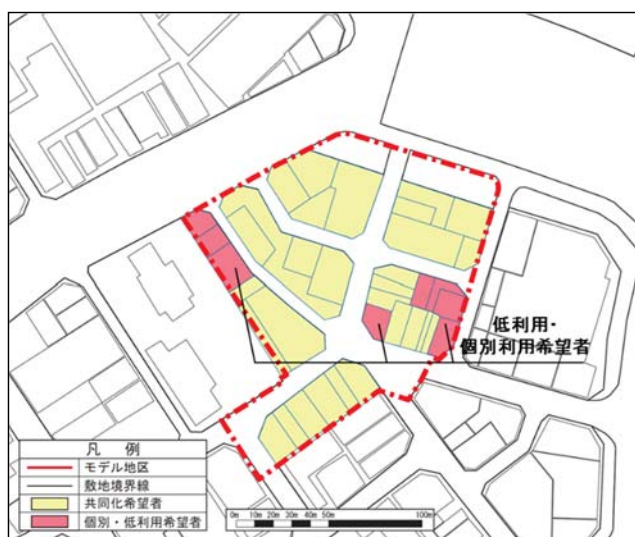 低利用・
個別利用希望者
凡 例
モデル地区
敷地境界線
共同化希望者
個別・低利用希望者
0m 10m 20m 30m 40m 50m 100m